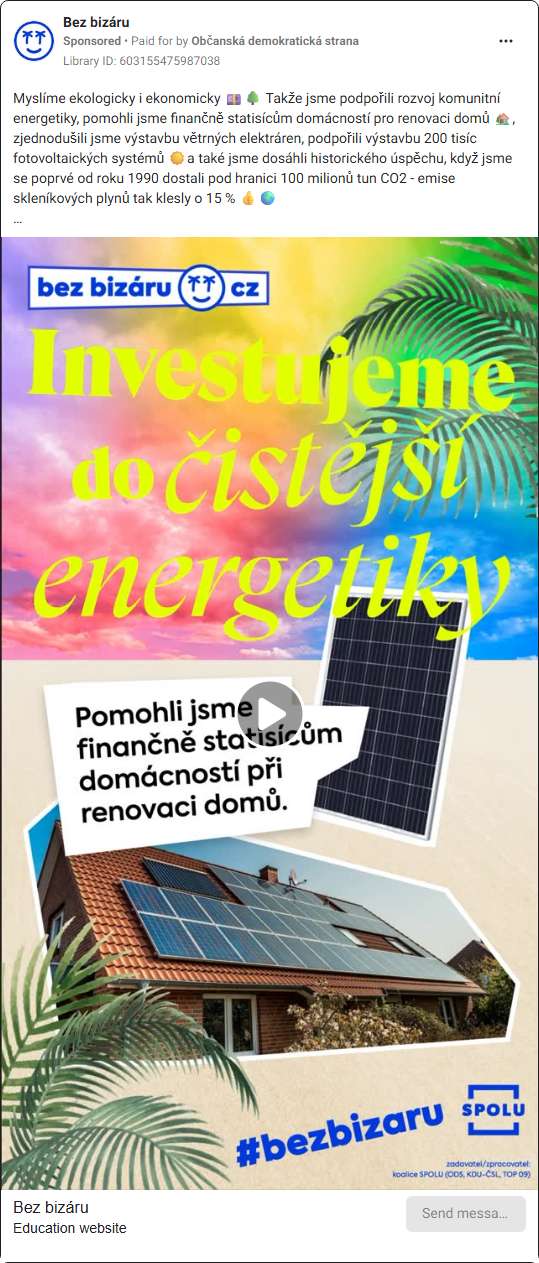 Bez bizáru
Sponsored • Paid for by Občanská demokratická strana
Library ID: 603155475987038
Myslíme ekologicky i ekonomicky 💷 🌳 Takže jsme podpořili rozvoj komunitní
energetiky, pomohli jsme finančně statisícům domácností pro renovaci domů 🏠 ,
zjednodušili jsme výstavbu větrných elektráren, podpořili výstavbu 200 tisíc
fotovoltaických systémů 🌞 a také jsme dosáhli historického úspěchu, když jsme
se poprvé od roku 1990 dostali pod hranici 100 milionů tun CO2 - emise
skleníkových plynů tak klesly o 15 % 👍 🌍
...
bez bizáru cz
Investujeme
do čistější
energetiky
Pomohli jsme
finančně statisícům
domácností při
renovaci domů.
#bezbizaru
SPOLU
zadavatel/zpracovatel:
koalice SPOLU (ODS, KDU-ČSL, TOP 09)
Bez bizáru
Education website
Send messa...